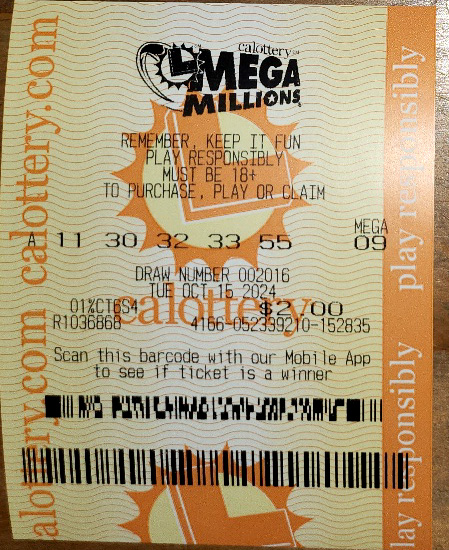 calottery
MEGA
MILLIONS
REMEMBER, KEEP IT FUN
PLAY RESPONSIBLY
MUST BE 18+
TO PURCHASE, PLAY OR CLAIM
MEGA
A 11 30 32 33 55 09
DRAW NUMBER 002016
TUE OCT 15 2024
$2.00
R1036868 4166-052339210-152835
calottery
Scan this barcode with our Mobile App
to see if ticket is a winner
calottery
calottery.com
calottery.com
play responsibly
play responsibly